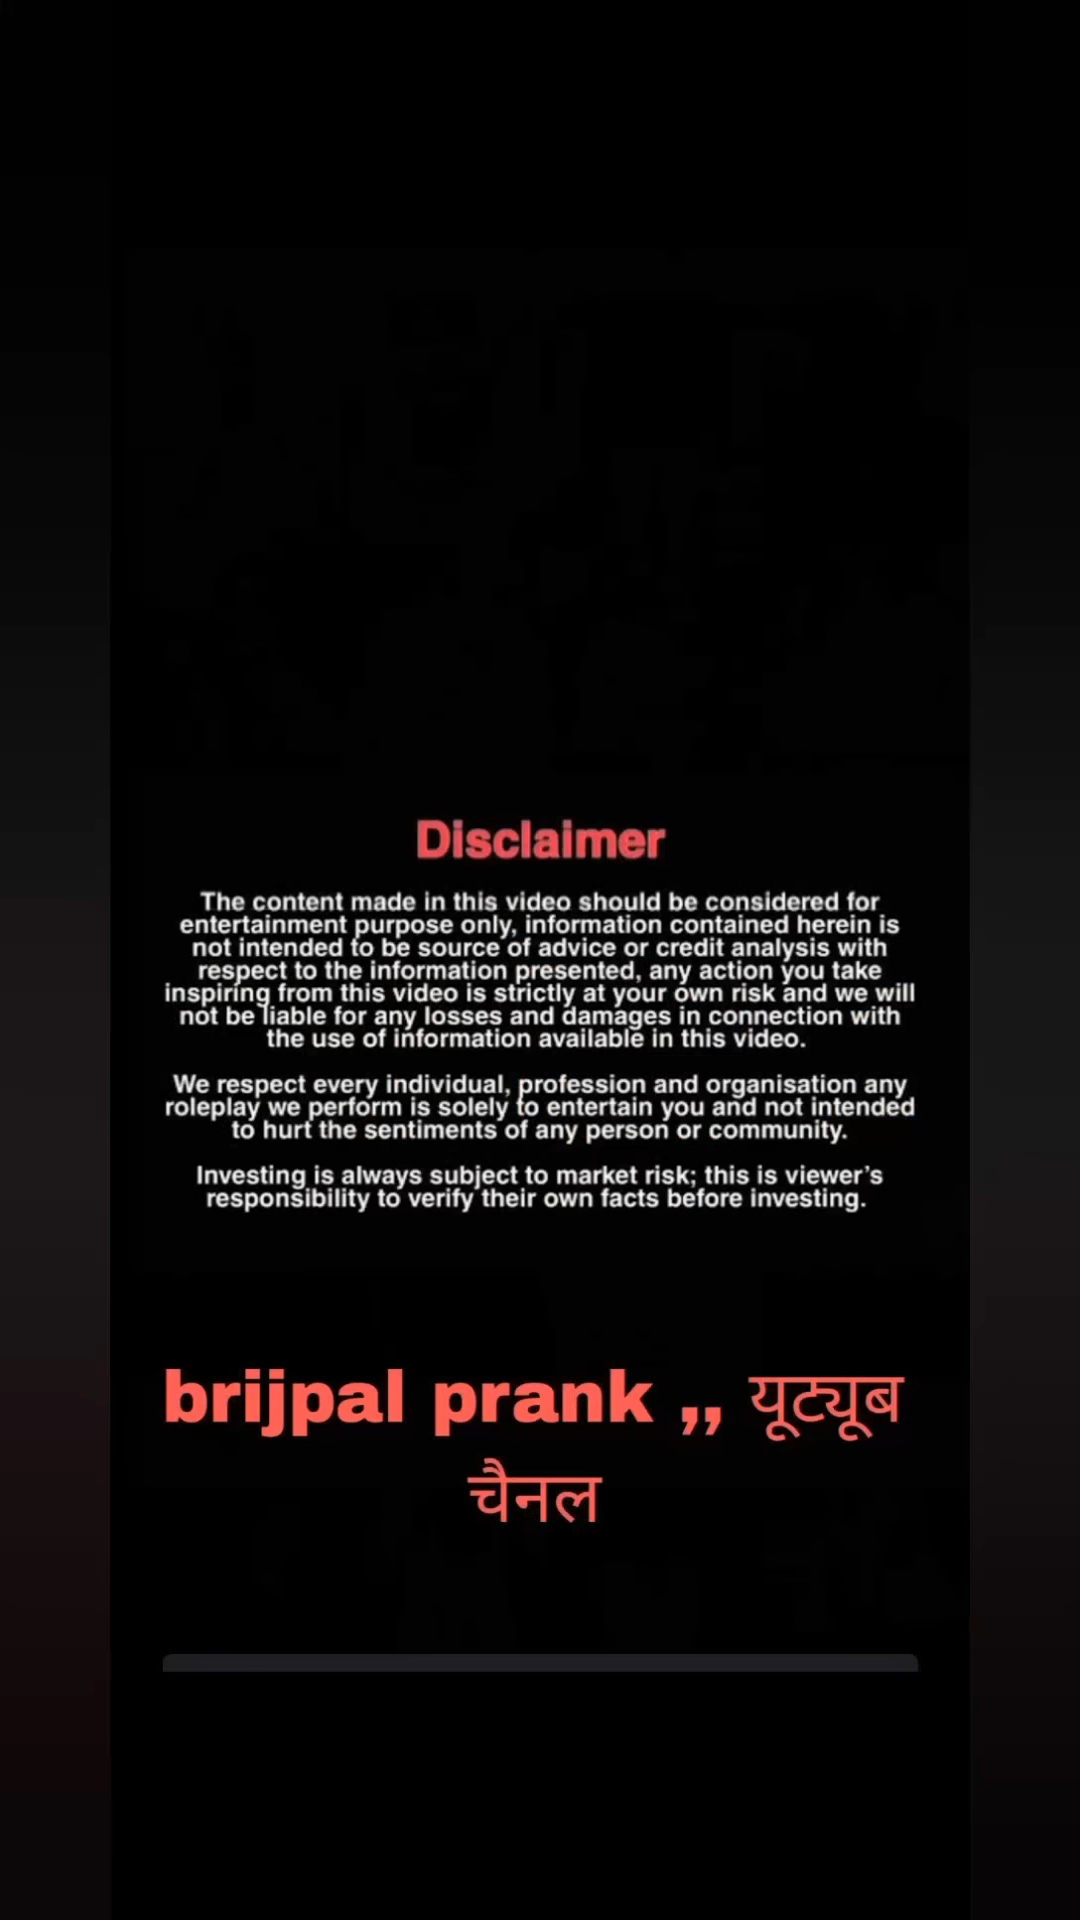 Disclaimer
The content made in this video should be considered for
entertainment purpose only, information contained herein is
not intended to be source of advice or credit analysis with
respect to the information presented, any action you take
inspiring from this video is strictly at your own risk and we will
not be liable for any losses and damages in connection with
the use of information available in this video.
We respect every individual, profession and organisation any
roleplay we perform is solely to entertain you and not intended
to hurt the sentiments of any person or community.
Investing is always subject to market risk; this is viewer's
responsibility to verify their own facts before investing.
brijpal prank ,, यूट्यूब
चैनल